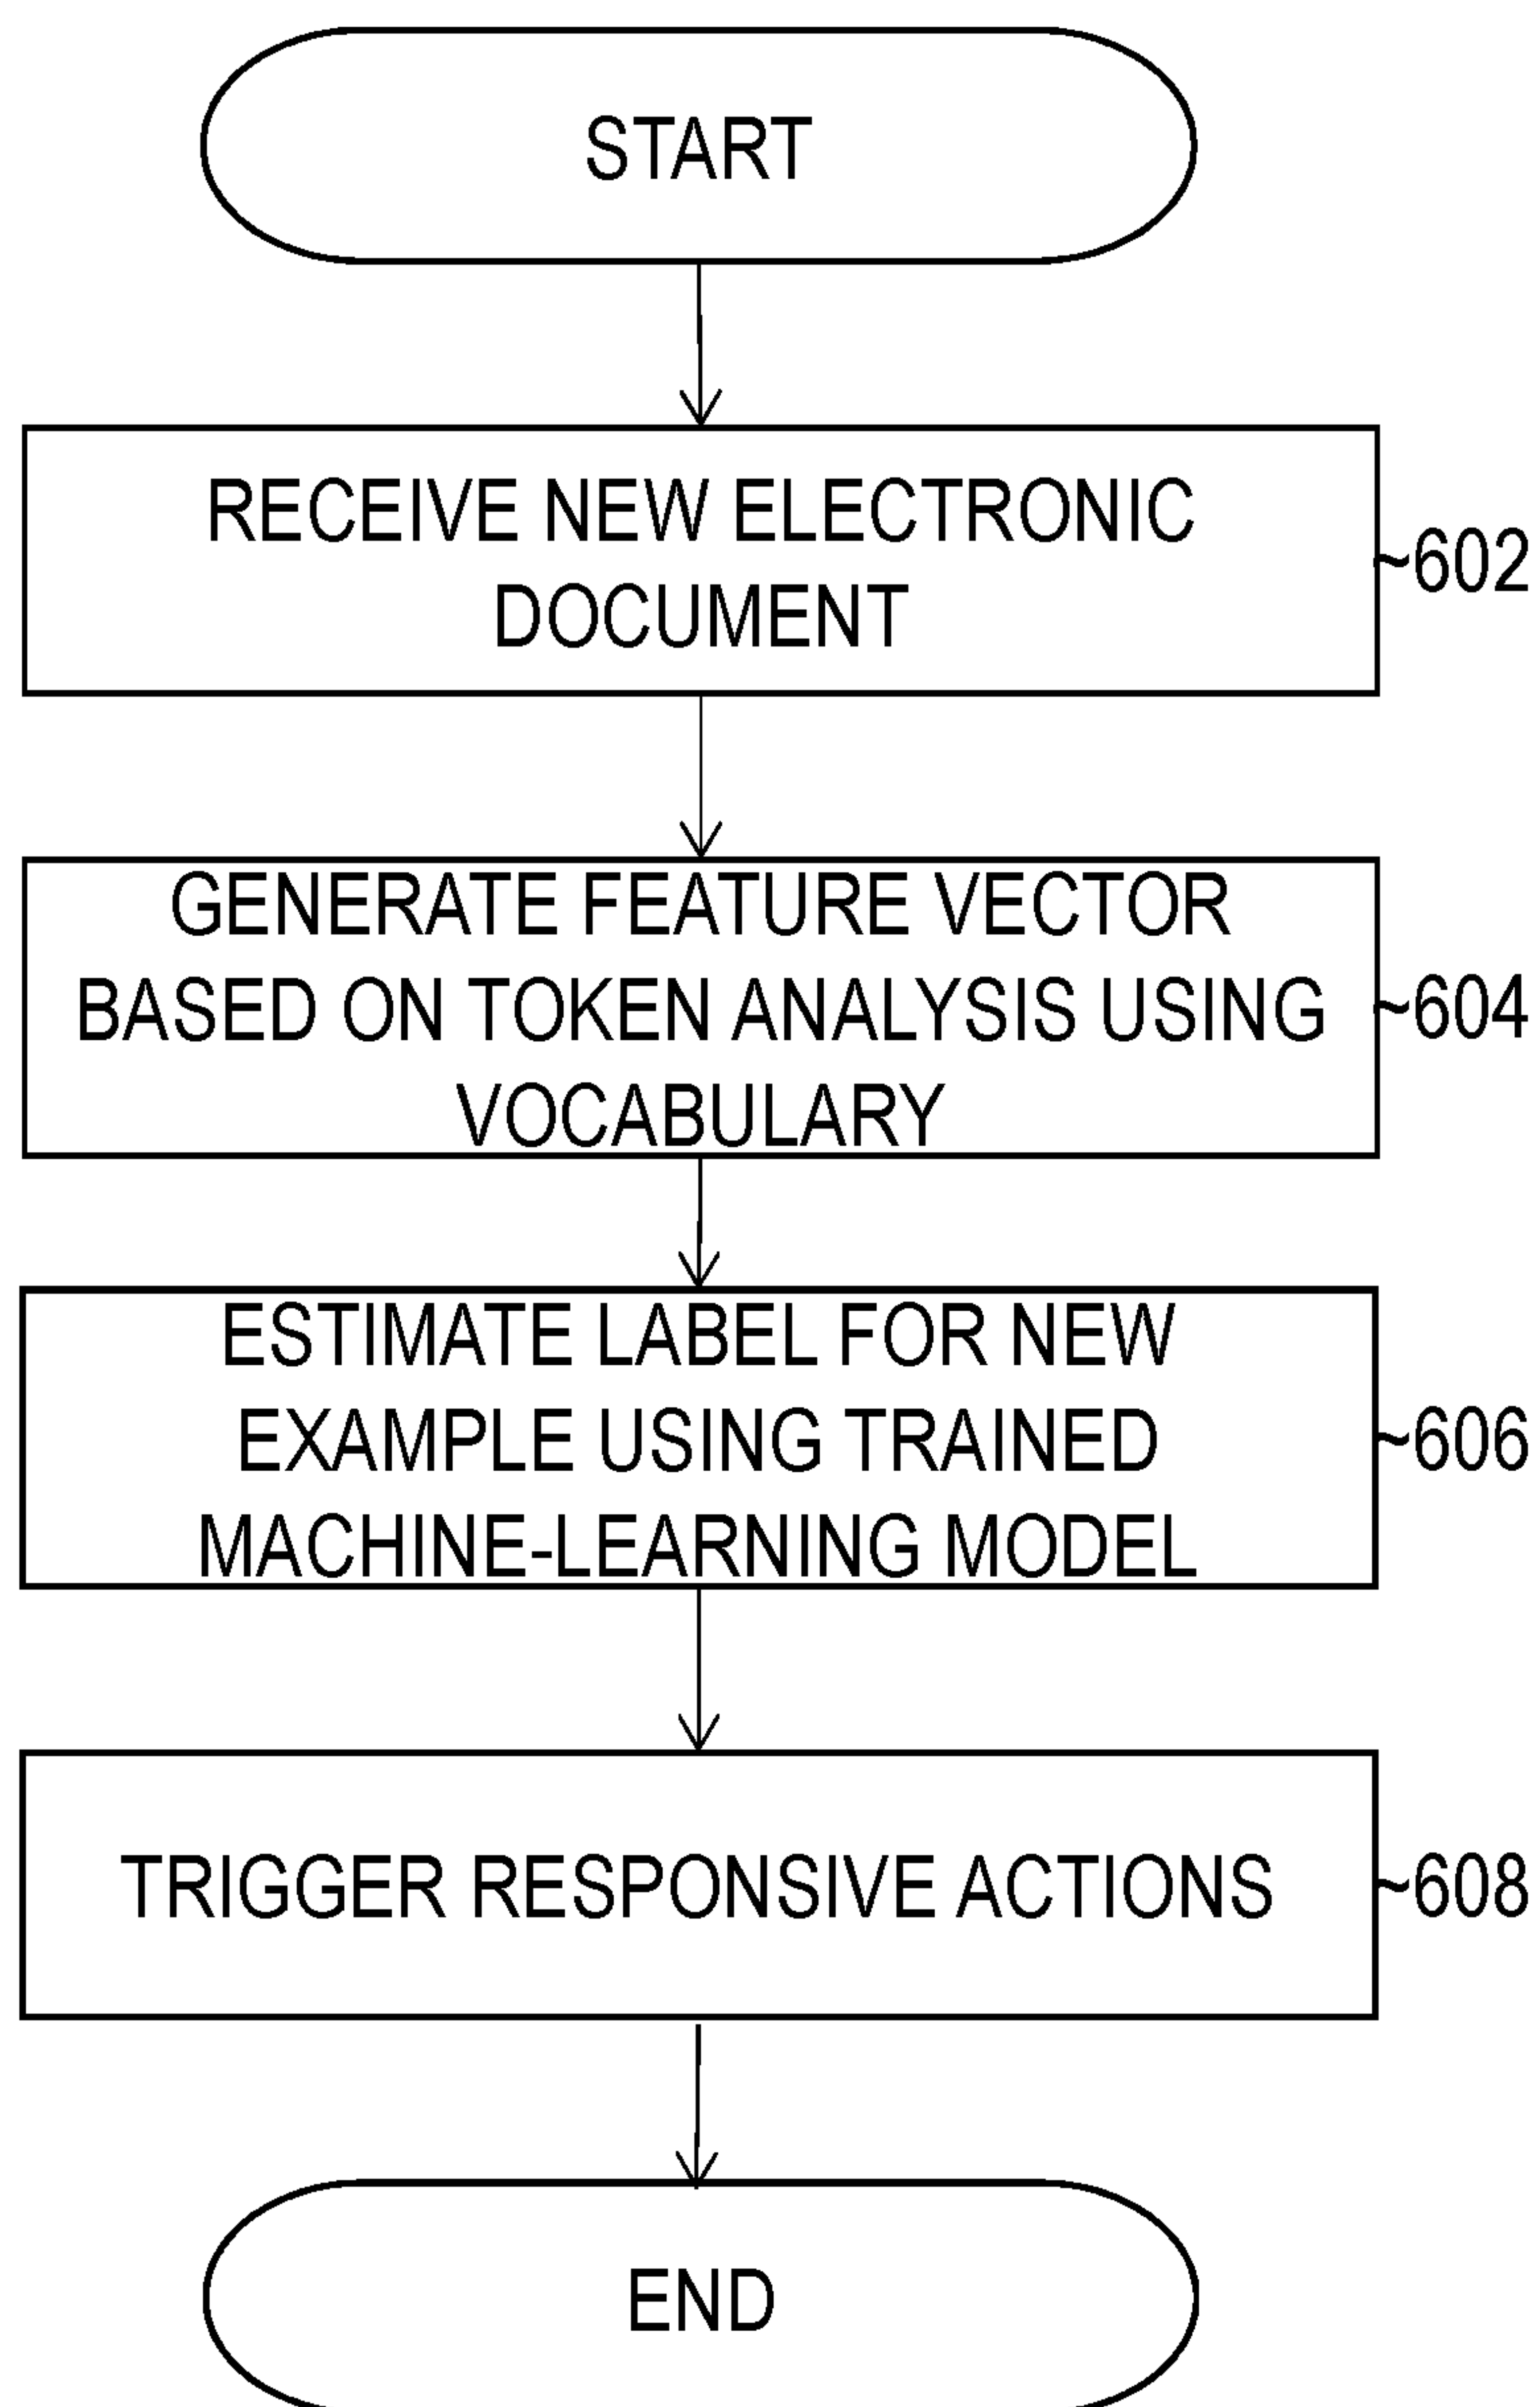 START
RECEIVE NEW ELECTRONIC
DOCUMENT
~602
GENERATE FEATURE VECTOR
BASED ON TOKEN ANALYSIS USING
VOCABULARY
~604
ESTIMATE LABEL FOR NEW
EXAMPLE USING TRAINED
MACHINE-LEARNING MODEL
~606
TRIGGER RESPONSIVE ACTIONS
~608
END